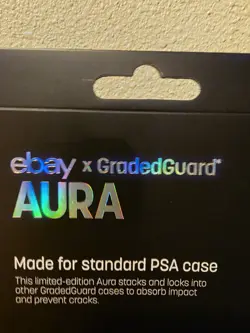 ebay x GradedGuard®
AURA
Made for standard PSA case
This limited-edition Aura stacks and locks into
other GradedGuard cases to absorb impact
and prevent cracks.